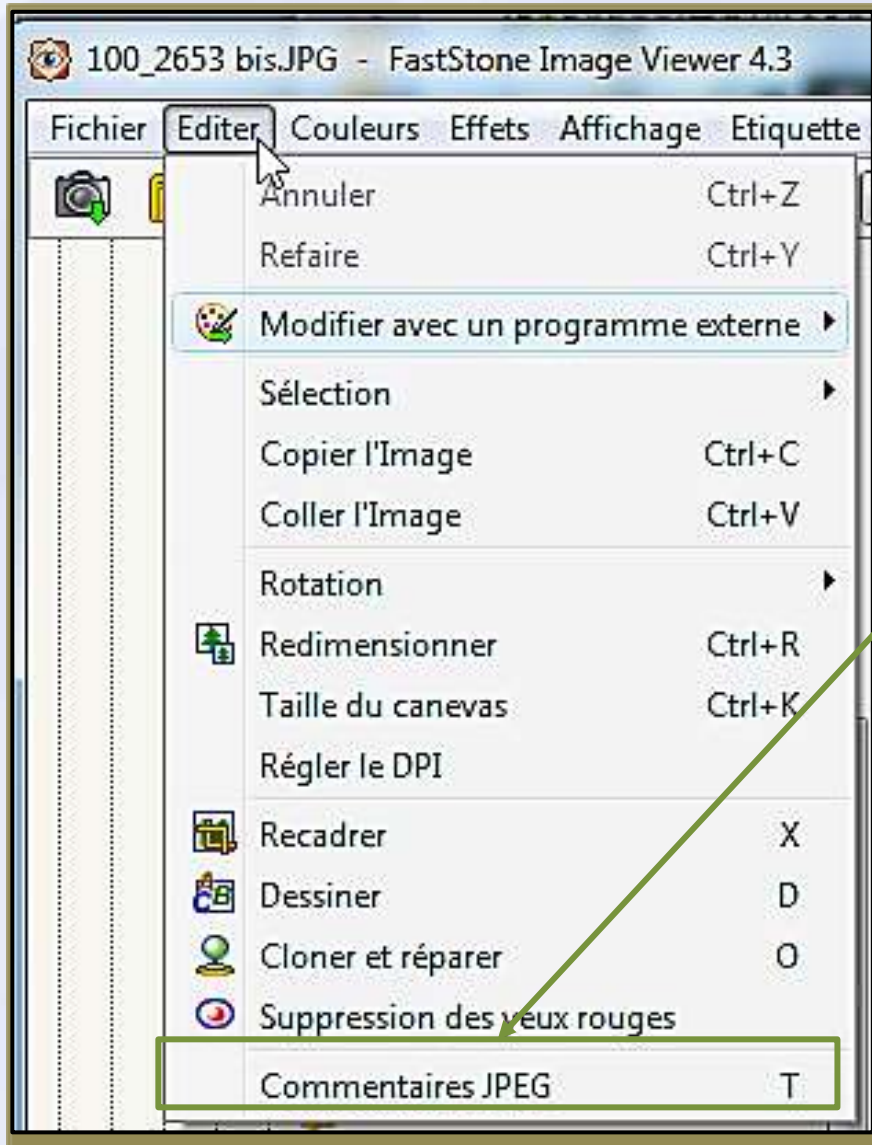 100_2653 bis.JPG - FastStone Image Viewer 4.3
Fichier Editer Couleurs Effets Affichage Etiquette
Annuler Ctrl+Z
Refaire Ctrl+Y
Modifier avec un programme externe
Sélection
Copier l'Image Ctrl+C
Coller l'Image Ctrl+V
Rotation
Redimensionner Ctrl+R
Taille du canevas Ctrl+K
Régler le DPI
Recadrer X
Dessiner D
Cloner et réparer O
Suppression des yeux rouges
Commentaires JPEG T